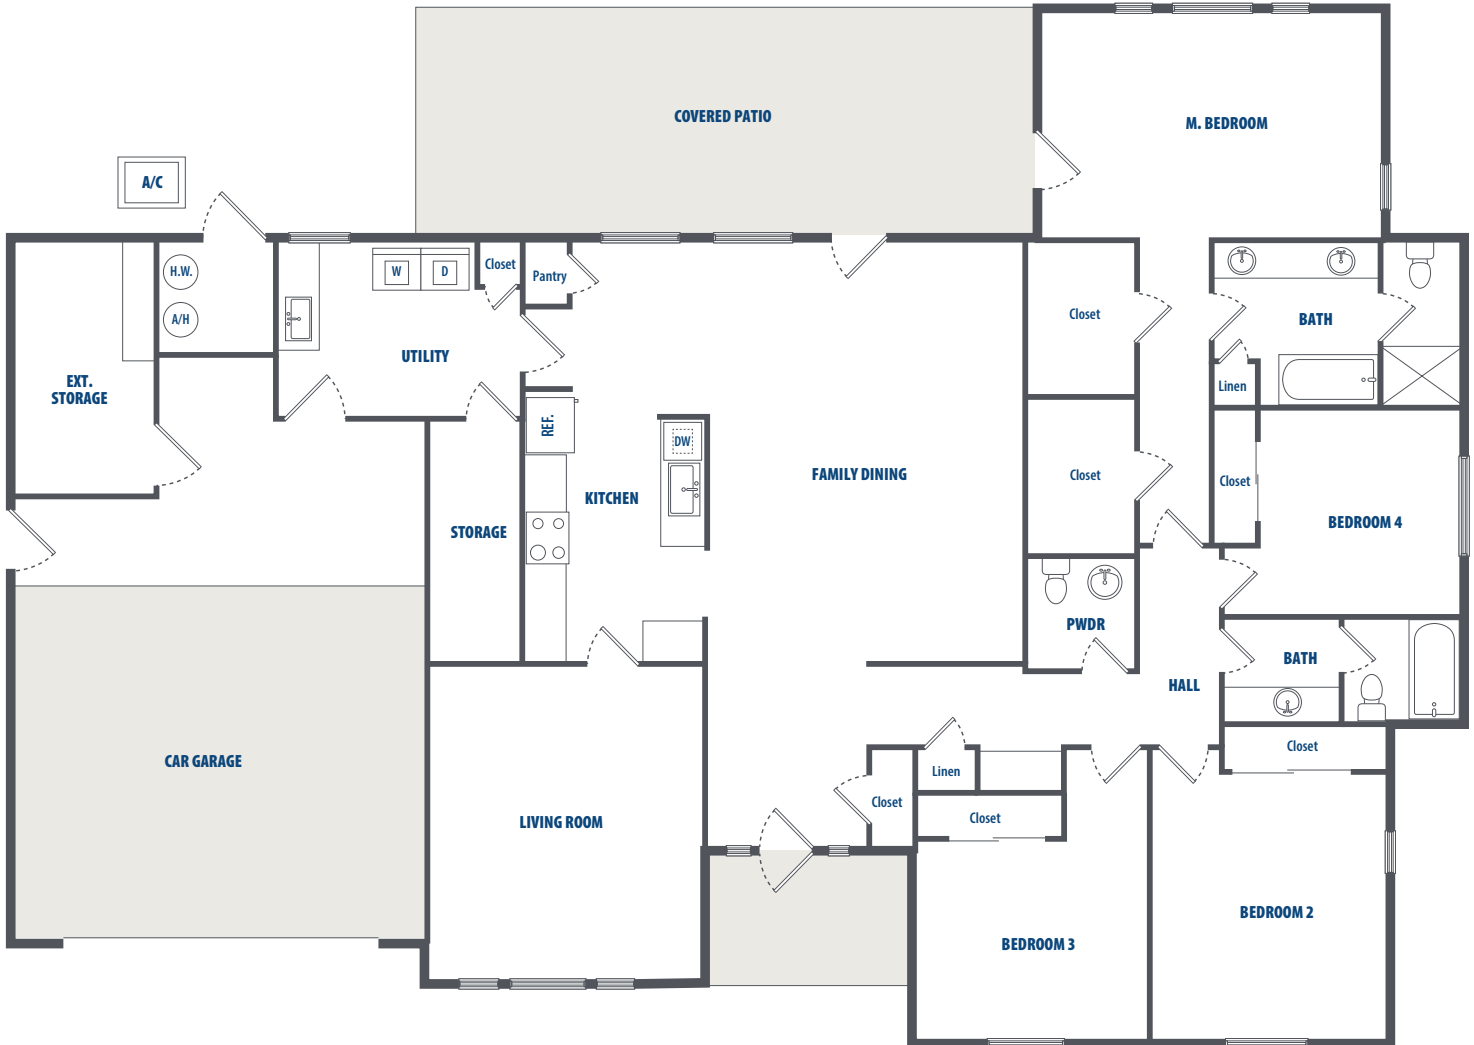 COVERED PATIO
M. BEDROOM
A/C
H.W.
A/H
W
D
Closet
Pantry
Closet
BATH
UTILITY
EXT.
STORAGE
Linen
REF.
DW
KITCHEN
FAMILY DINING
Closet
Closet
BEDROOM 4
STORAGE
PWDR
BATH
HALL
Closet
CAR GARAGE
Linen
Closet
Closet
LIVING ROOM
BEDROOM 2
BEDROOM 3